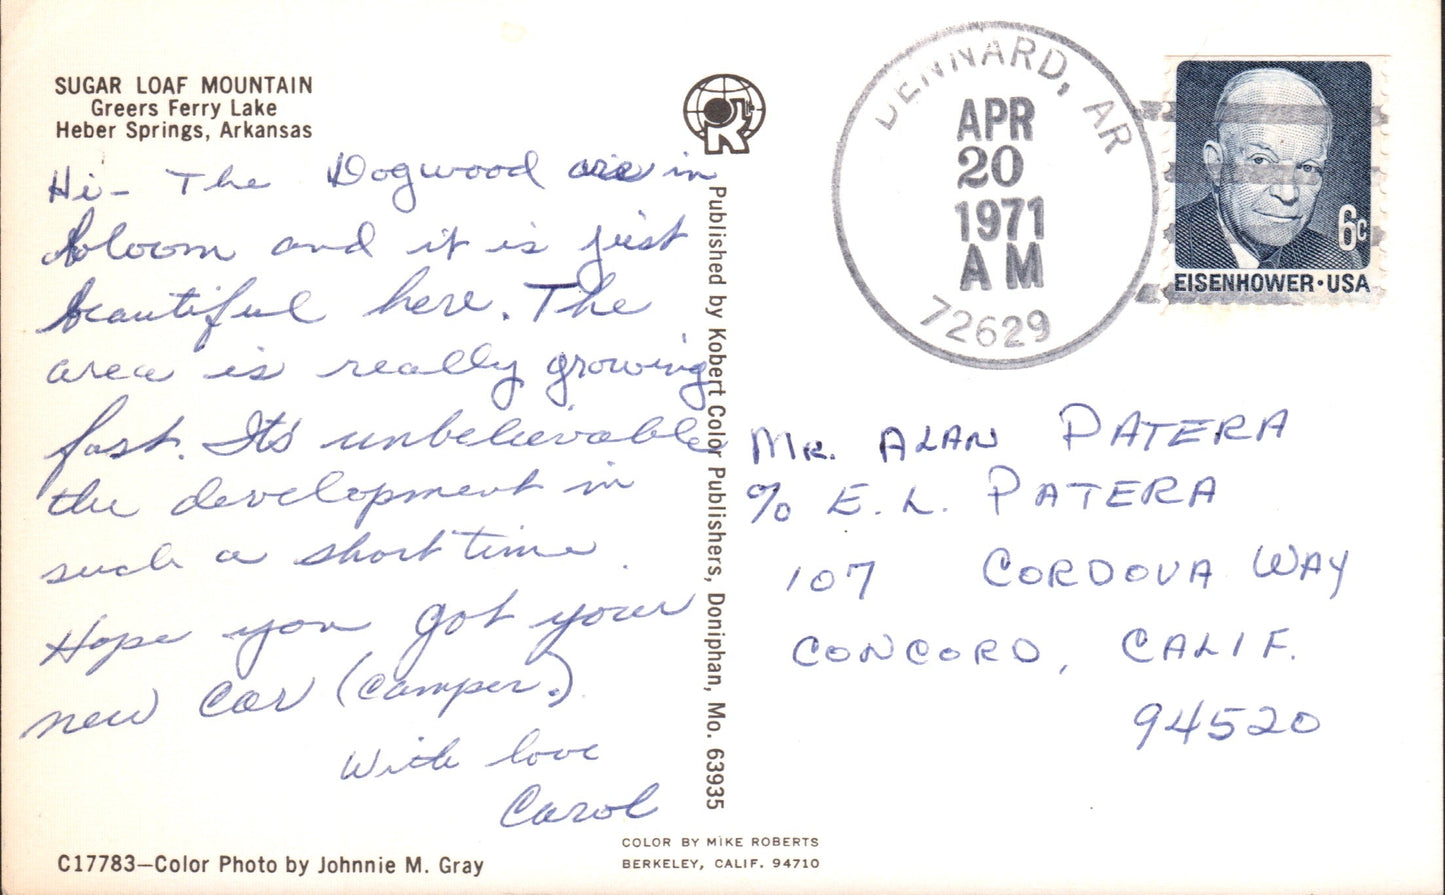 SUGAR LOAF MOUNTAIN
Greers Ferry Lake
Heber Springs, Arkansas
Hi - The Dogwood are in
bloom and it is just
beautiful here. The
area is really growing
fast. It's unbelievable
the development in
such a short time.
Hope you got your
new car (camper.)
With love
Carol
C17783—Color Photo by Johnnie M. Gray
K
Published by Kobert Color Publishers, Doniphan, Mo. 63935
COLOR BY MIKE ROBERTS
BERKELEY, CALIF. 94710
DENNARD, AR
APR
20
1971
AM
72629
6c
EISENHOWER·USA
MR. ALAN PATERA
% E. L. PATERA
107 CORDOVA WAY
CONCORD, CALIF.
94520